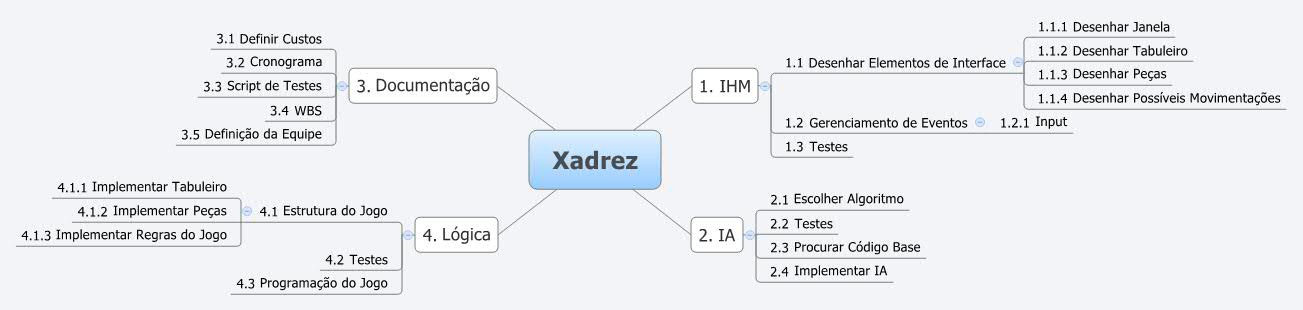 Xadrez
1. IHM
1.1 Desenhar Elementos de Interface
1.1.1 Desenhar Janela
1.1.2 Desenhar Tabuleiro
1.1.3 Desenhar Peças
1.1.4 Desenhar Possíveis Movimentações
1.2 Gerenciamento de Eventos
1.2.1 Input
1.3 Testes
2. IA
2.1 Escolher Algoritmo
2.2 Testes
2.3 Procurar Código Base
2.4 Implementar IA
3. Documentação
3.1 Definir Custos
3.2 Cronograma
3.3 Script de Testes
3.4 WBS
3.5 Definição da Equipe
4. Lógica
4.1 Estrutura do Jogo
4.1.1 Implementar Tabuleiro
4.1.2 Implementar Peças
4.1.3 Implementar Regras do Jogo
4.2 Testes
4.3 Programação do Jogo